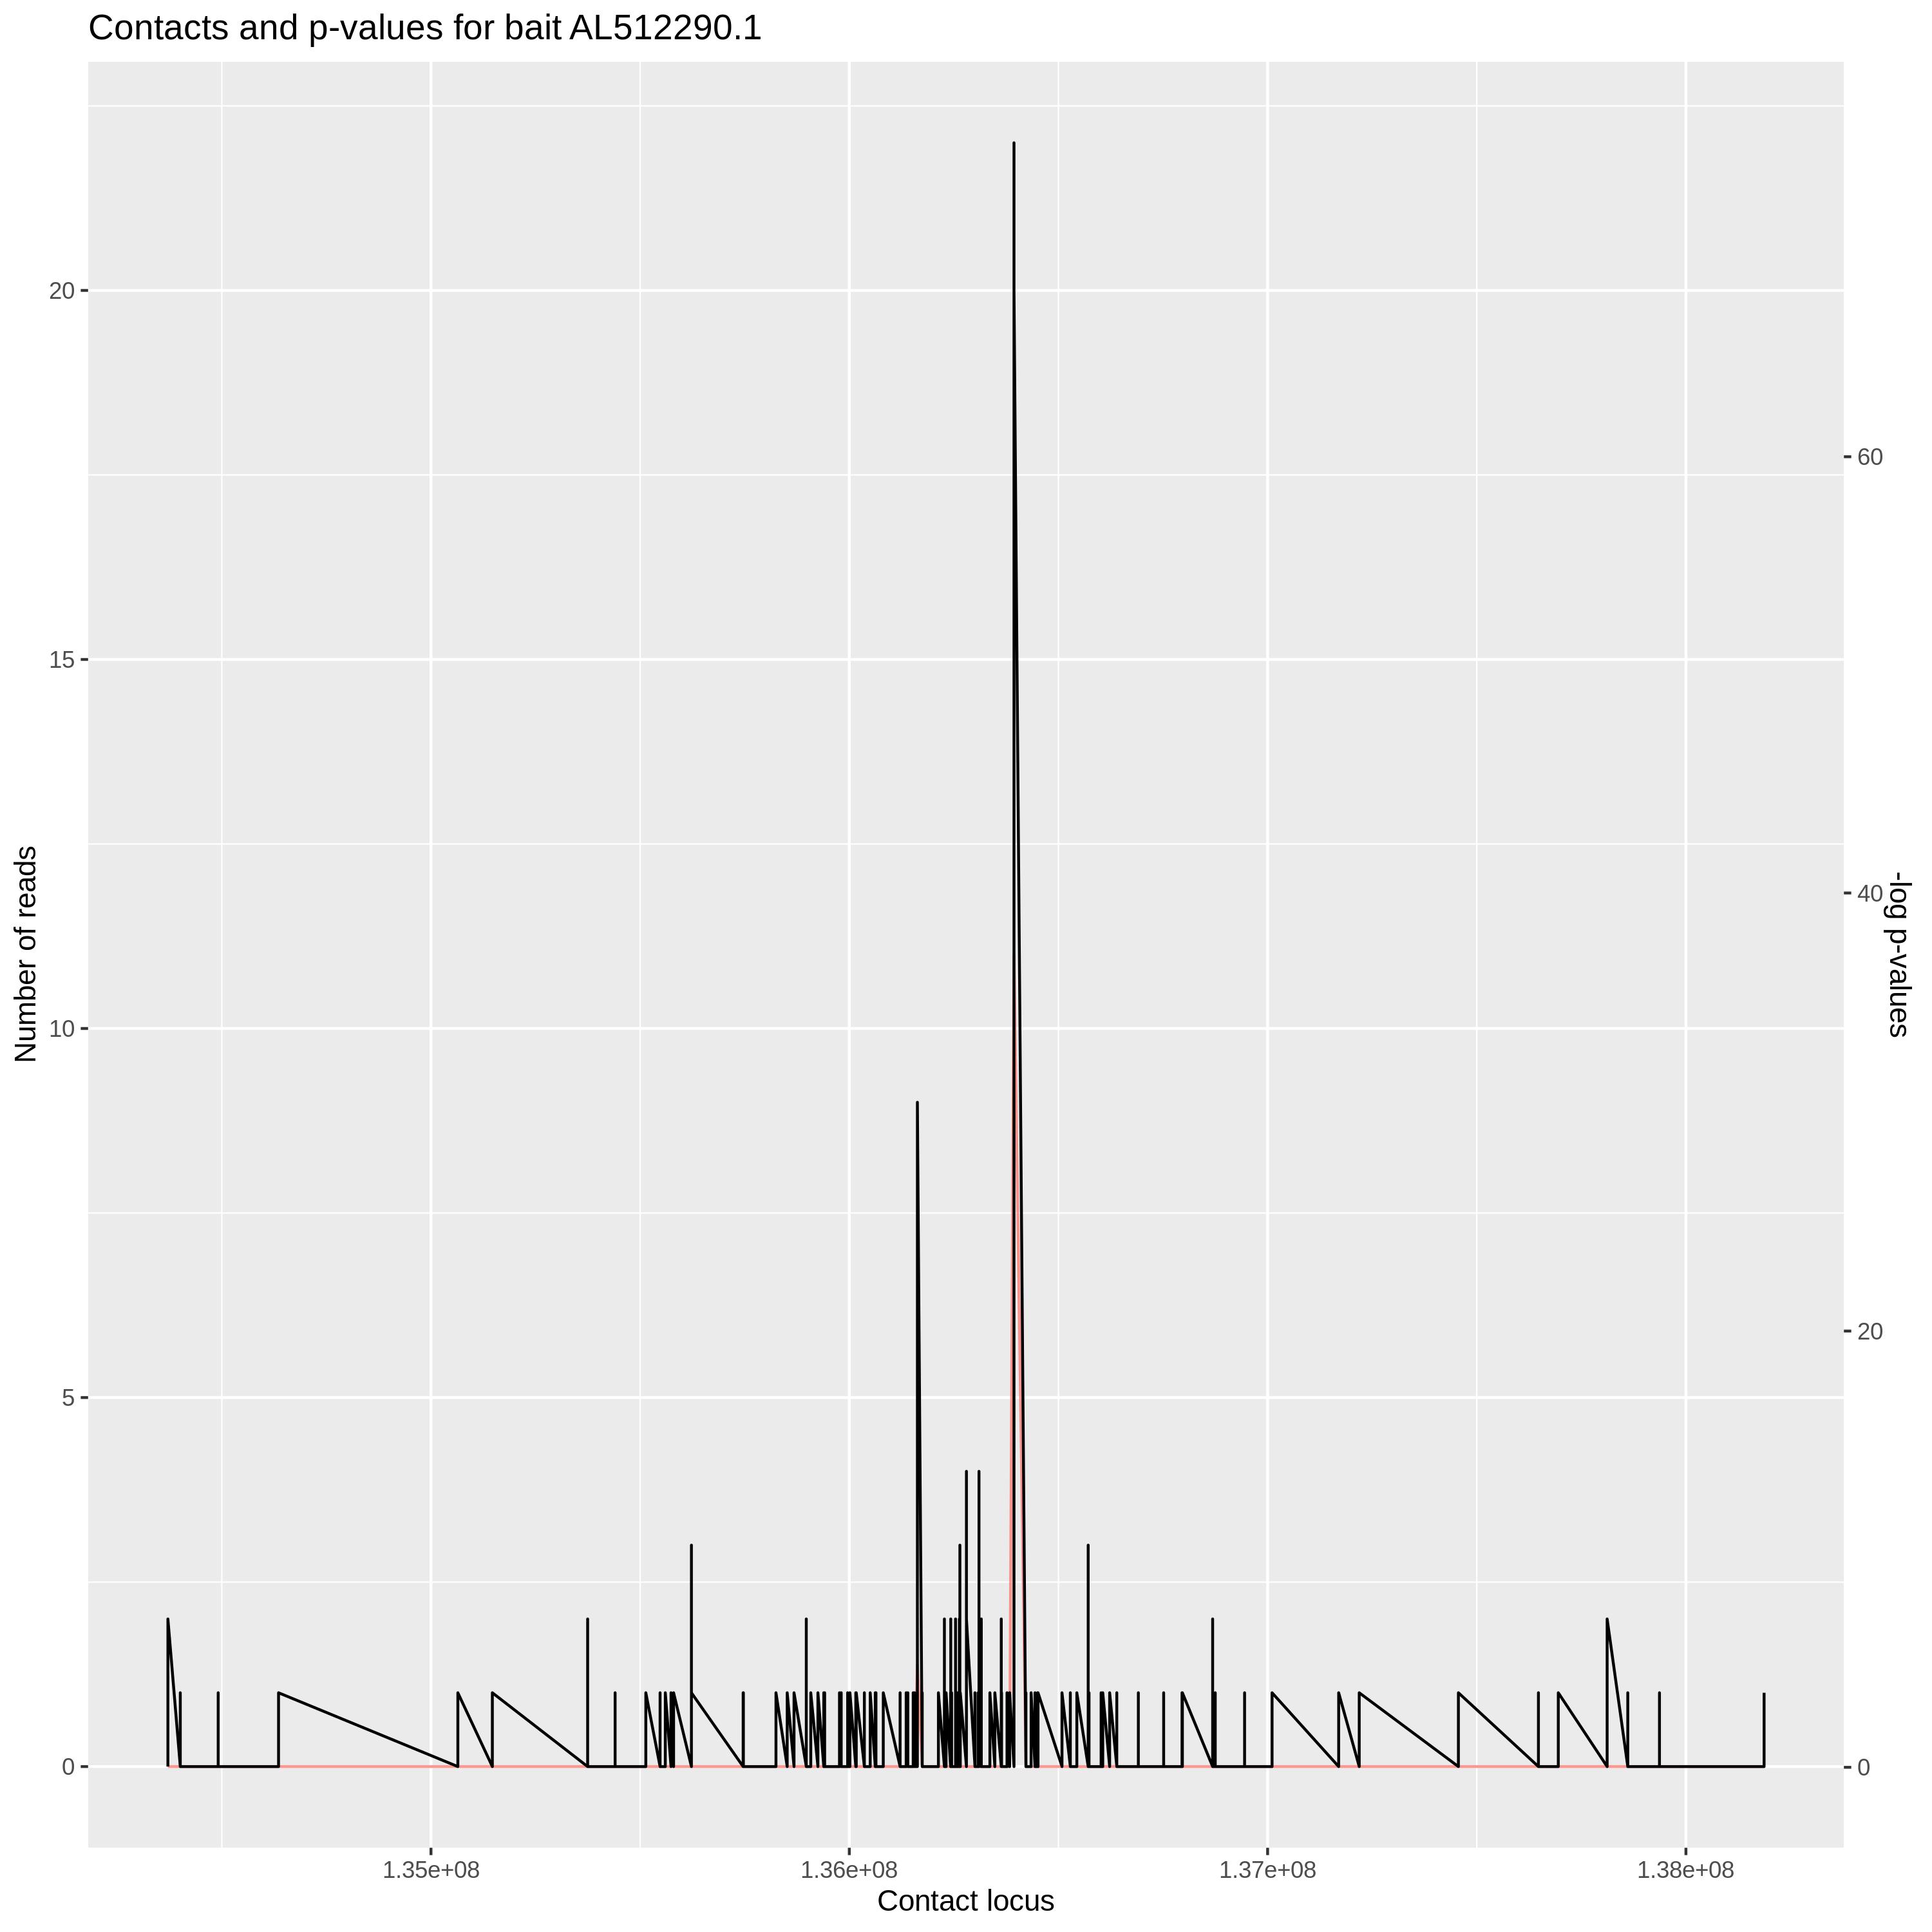 Contacts and p-values for bait AL512290.1
20
15
10
5
0
Number of reads
60
40
20
0
-log p-values
1.35e+08
1.36e+08
1.37e+08
1.38e+08
Contact locus